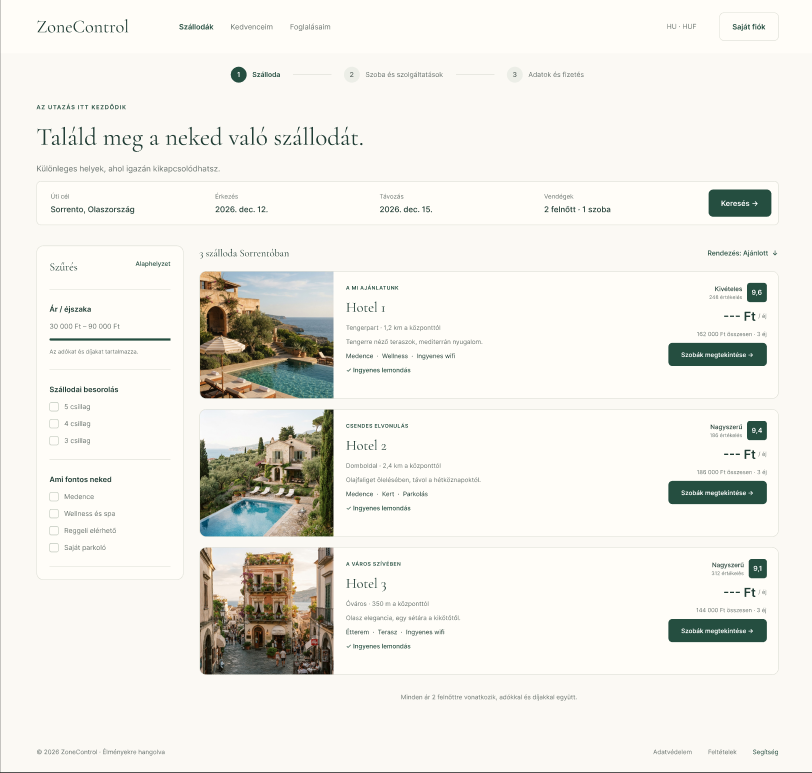 ZoneControl
Szállodák Kedvenceim Foglalásaim
HU · HUF
Saját fiók
1 Szálloda
2 Szoba és szolgáltatások
3 Adatok és fizetés
AZ UTAZÁS ITT KEZDŐDIK
Találd meg a neked való szállodát.
Különleges helyek, ahol igazán kikapcsolódhatsz.
Úti cél
Sorrento, Olaszország
Érkezés
2026. dec. 12.
Távozás
2026. dec. 15.
Vendégek
2 felnőtt · 1 szoba
Keresés →
Szűrés
Alaphelyzet
Ár / éjszaka
30 000 Ft – 90 000 Ft
Az adókat és díjakat tartalmazza.
Szállodai besorolás
5 csillag
4 csillag
3 csillag
Ami fontos neked
Medence
Wellness és spa
Reggeli elérhető
Saját parkoló
3 szálloda Sorrentóban
Rendezés: Ajánlott ↓
A MI AJÁNLATUNK
Hotel 1
Tengerpart · 1,2 km a központtól
Tengerre néző teraszok, mediterrán nyugalom.
Medence · Wellness · Ingyenes wifi
✓ Ingyenes lemondás
Kivételes
248 értékelés
9,6
--- Ft / éj
162 000 Ft összesen · 3 éj
Szobák megtekintése →
CSENDES ELVONULÁS
Hotel 2
Domboldal · 2,4 km a központtól
Olajfaliget ölelésében, távol a hétköznapoktól.
Medence · Kert · Parkolás
✓ Ingyenes lemondás
Nagyszerű
186 értékelés
9,4
--- Ft / éj
186 000 Ft összesen · 3 éj
Szobák megtekintése →
A VÁROS SZÍVÉBEN
Hotel 3
Óváros · 350 m a központtól
Olasz elegancia, egy sétára a kikötőtől.
Étterem · Terasz · Ingyenes wifi
✓ Ingyenes lemondás
Nagyszerű
312 értékelés
9,1
--- Ft / éj
144 000 Ft összesen · 3 éj
Szobák megtekintése →
Minden ár 2 felnőttre vonatkozik, adókkal és díjakkal együtt.
© 2026 ZoneControl · Élményekre hangolva
Adatvédelem Feltételek Segítség